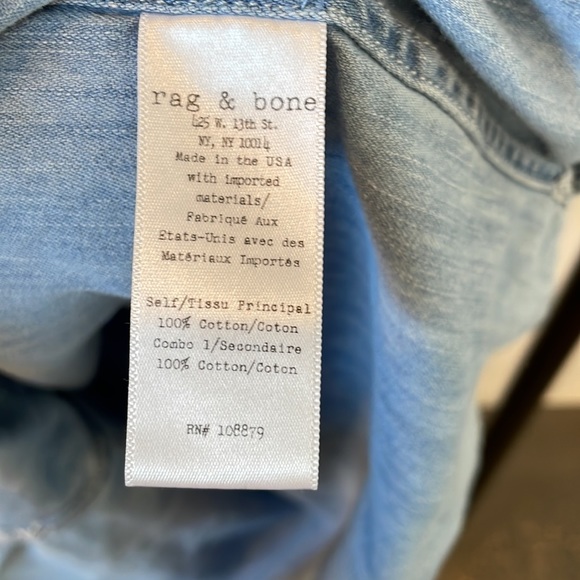 rag & bone
425 W. 13th St.
NY, NY 10014
Made in the USA
with imported
materials/
Fabriqué Aux
Etats-Unis avec des
Matériaux Importés
Self/Tissu Principal
100% Cotton/Coton
Combo 1/Secondaire
100% Cotton/Coton
RN# 108879